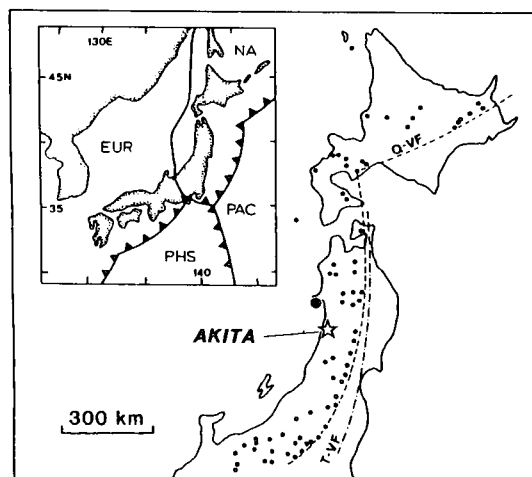 130E
NA
45N
EUR
35
PAC
PHS
140
Q-VF
AKITA
300 km
T-VF